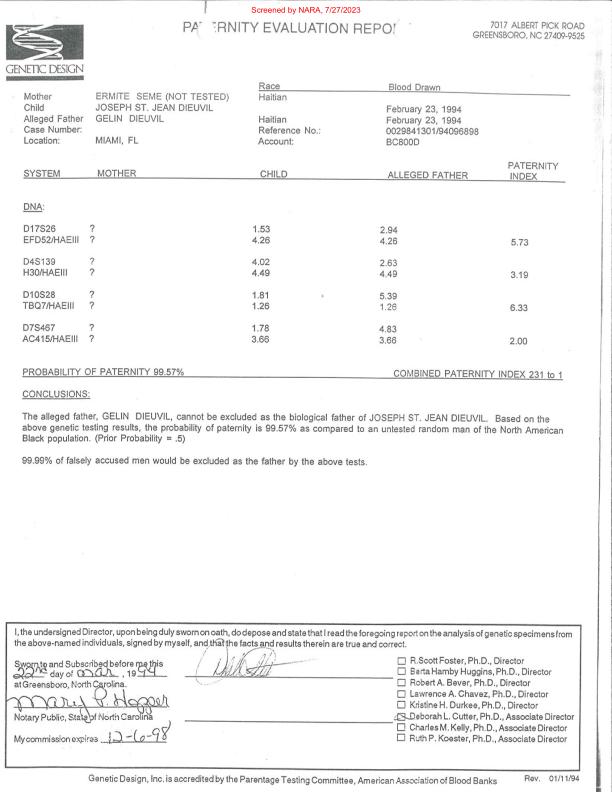 Screened by NARA, 7/27/2023
PATERNITY EVALUATION REPORT
7017 ALBERT PICK ROAD
GREENSBORO, NC 27409-9525
GENETIC DESIGN
Race Blood Drawn
Mother ERMITE SEME (NOT TESTED) Haitian
Child JOSEPH ST. JEAN DIEUVIL February 23, 1994
Alleged Father GELIN DIEUVIL Haitian February 23, 1994
Case Number: Reference No.: 0029841301/94096898
Location: MIAMI, FL Account: BC800D
SYSTEM MOTHER CHILD ALLEGED FATHER PATERNITY INDEX
DNA:
D17S26 ? 1.53 2.94
EFD52/HAEIII ? 4.26 4.26 5.73
D4S139 ? 4.02 2.63
H30/HAEIII ? 4.49 4.49 3.19
D10S28 ? 1.81 5.39
TBQ7/HAEIII ? 1.26 1.26 6.33
D7S467 ? 1.78 4.83
AC415/HAEIII ? 3.66 3.66 2.00
PROBABILITY OF PATERNITY 99.57% COMBINED PATERNITY INDEX 231 to 1
CONCLUSIONS:
The alleged father, GELIN DIEUVIL, cannot be excluded as the biological father of JOSEPH ST. JEAN DIEUVIL. Based on the
above genetic testing results, the probability of paternity is 99.57% as compared to an untested random man of the North American
Black population. (Prior Probability = .5)
99.99% of falsely accused men would be excluded as the father by the above tests.
I, the undersigned Director, upon being duly sworn on oath, do depose and state that I read the foregoing report on the analysis of genetic specimens from
the above-named individuals, signed by myself, and that the facts and results therein are true and correct.
Sworn to and Subscribed before me this
22nd day of Mar, 1994
at Greensboro, North Carolina.
Mary P. Hopper
Notary Public, State of North Carolina
My commission expires 12-6-98
R.Scott Foster, Ph.D., Director
Barta Hamby Huggins, Ph.D., Director
Robert A. Bever, Ph.D., Director
Lawrence A. Chavez, Ph.D., Director
Kristine H. Durkee, Ph.D., Director
Deborah L. Cutter, Ph.D., Associate Director
Charles M. Kelly, Ph.D., Associate Director
Ruth P. Koester, Ph.D., Associate Director
Genetic Design, Inc. is accredited by the Parentage Testing Committee, American Association of Blood Banks Rev. 01/11/94